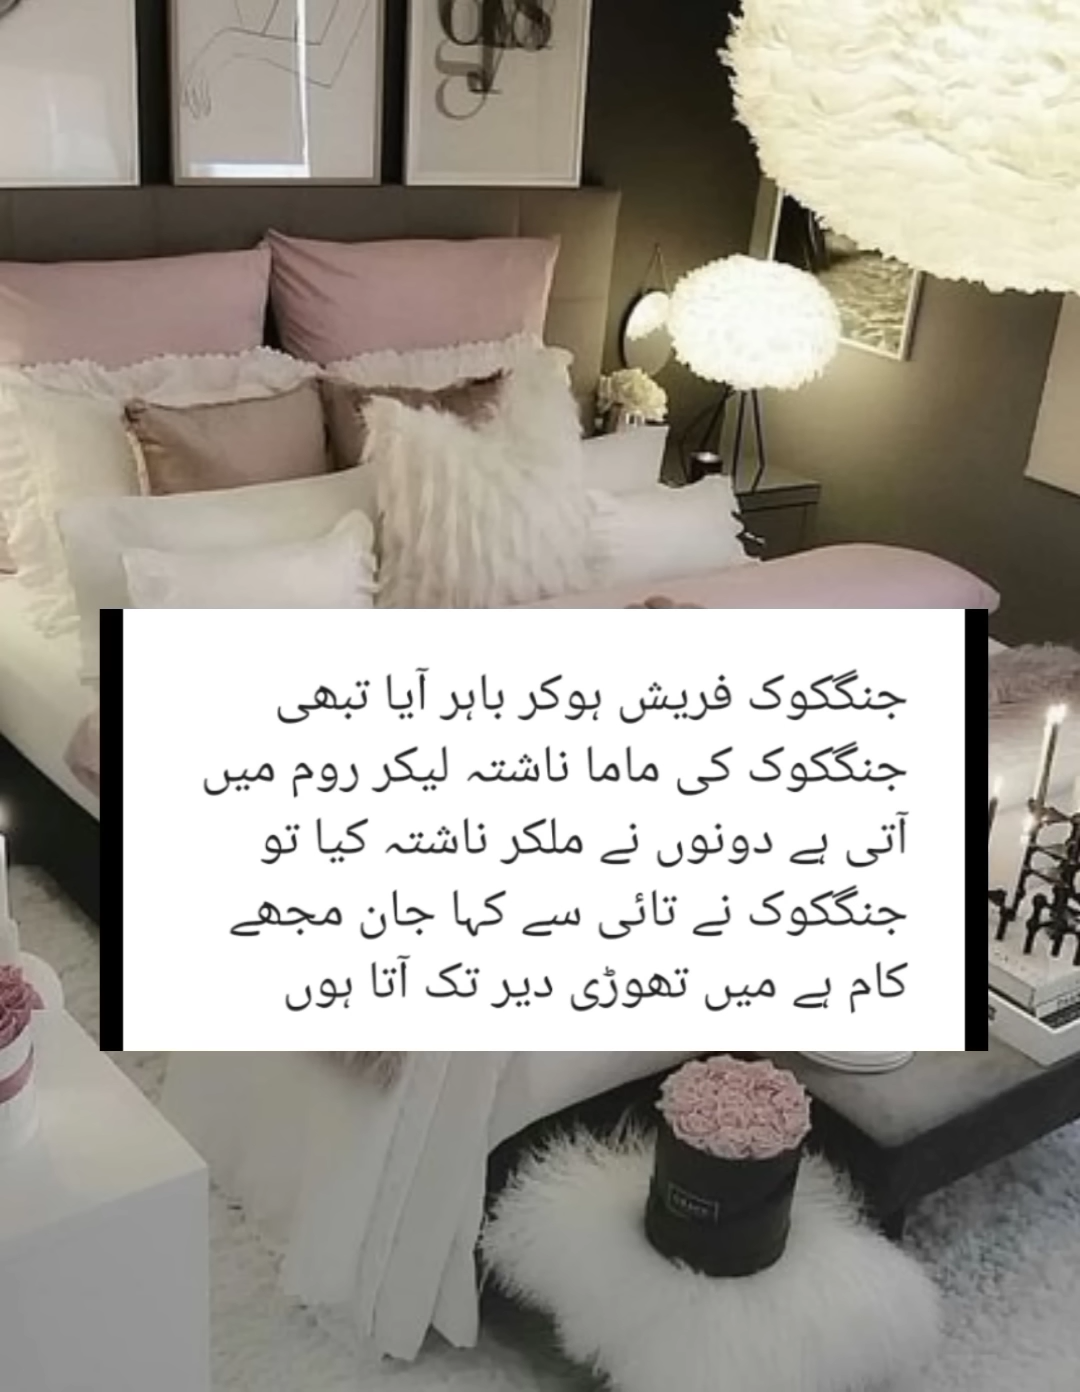 جنگکوک فریش ہوکر باہر آیا تبھی
جنگکوک کی ماما ناشتہ لیکر روم میں
آتی ہے دونوں نے ملکر ناشتہ کیا تو
جنگکوک نے تائی سے کہا جان مجھے
کام ہے میں تھوڑی دیر تک آتا ہوں